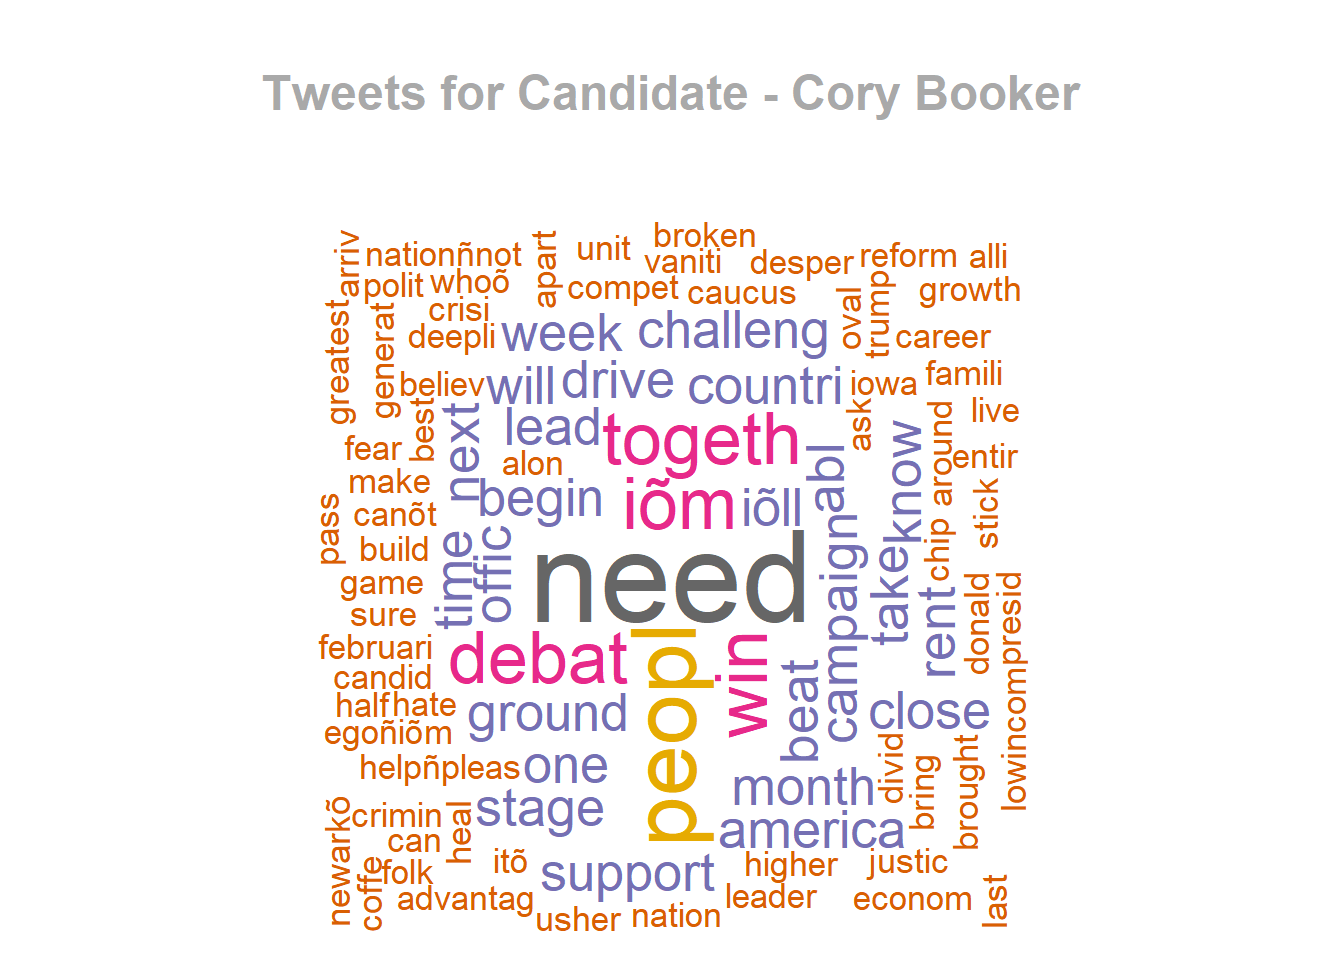 Tweets for Candidate - Cory Booker
broken
arriv
nationñnot
apart
unit
vaniti
desper
reform
alli
polit
whoõ
compet
caucus
oval
trump
growth
crisi
greatest
generat
deepli
week
challeng
career
believ
will
drive
countri
iowa
famili
best
next
lead
togeth
ask
know
around
live
fear
alon
abl
entir
make
begin
iõm
iõll
stick
pass
canõt
time
offic
need
campaign
take
chip
build
game
rent
donald
lowincom
presid
sure
februari
debat
peopl
win
candid
beat
half
hate
ground
close
egoñiõm
divid
brought
helpñpleas
one
month
bring
newarkõ
crimin
heal
stage
america
can
itõ
coffe
folk
support
higher
justic
advantag
leader
econom
last
usher
nation